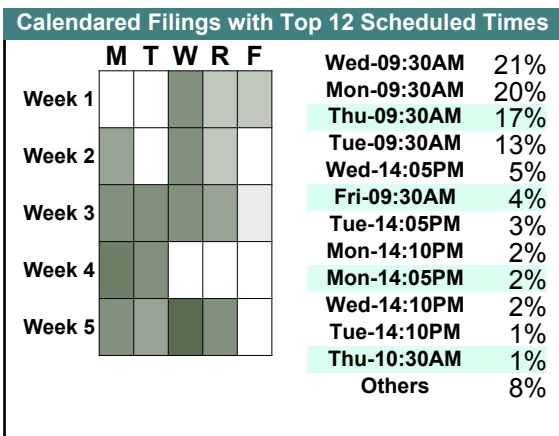 Calendared Filings with Top 12 Scheduled Times
M T W R F
Week 1
Week 2
Week 3
Week 4
Week 5
Wed-09:30AM 21%
Mon-09:30AM 20%
Thu-09:30AM 17%
Tue-09:30AM 13%
Wed-14:05PM 5%
Fri-09:30AM 4%
Tue-14:05PM 3%
Mon-14:10PM 2%
Mon-14:05PM 2%
Wed-14:10PM 2%
Tue-14:10PM 1%
Thu-10:30AM 1%
Others 8%